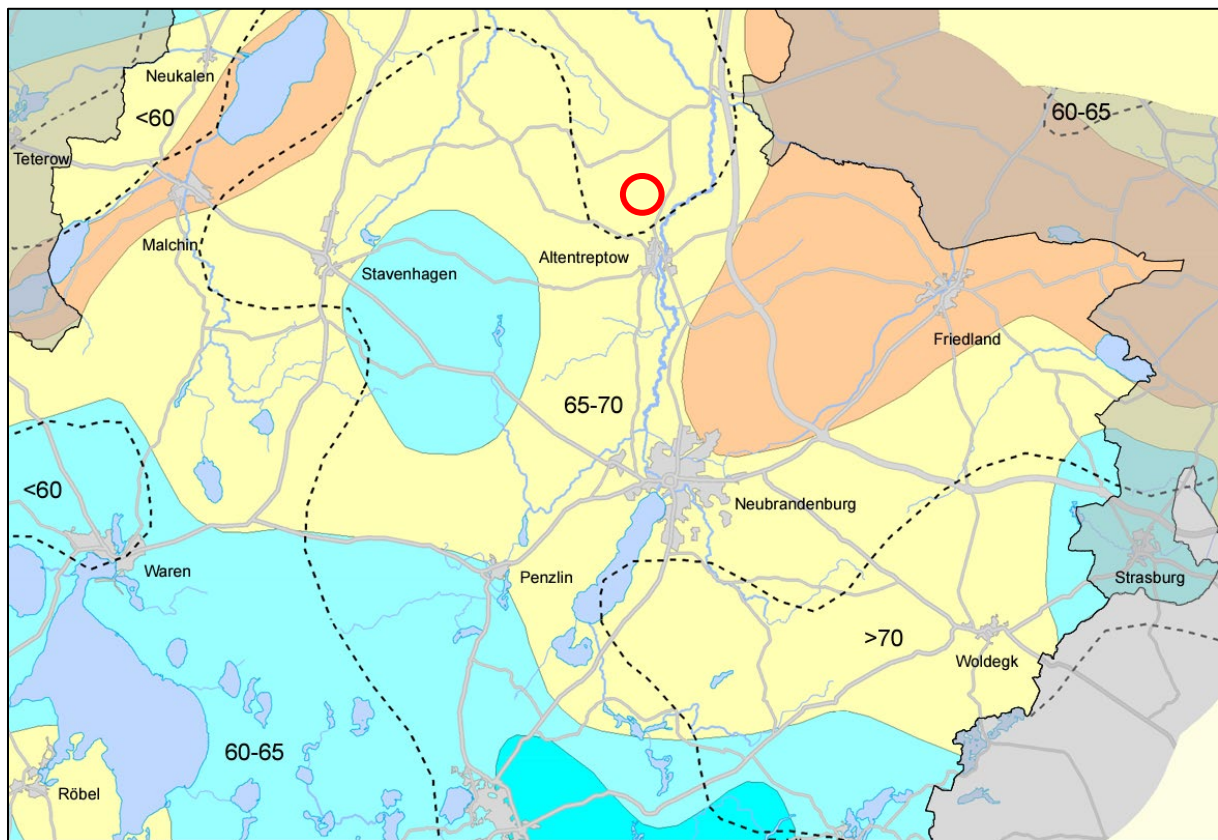 Neukalen
<60
60-65
Teterow
Malchin
Stavenhagen
Altentreptow
Friedland
65-70
<60
Neubrandenburg
Waren
Penzlin
Strasburg
>70
Woldegk
60-65
Röbel